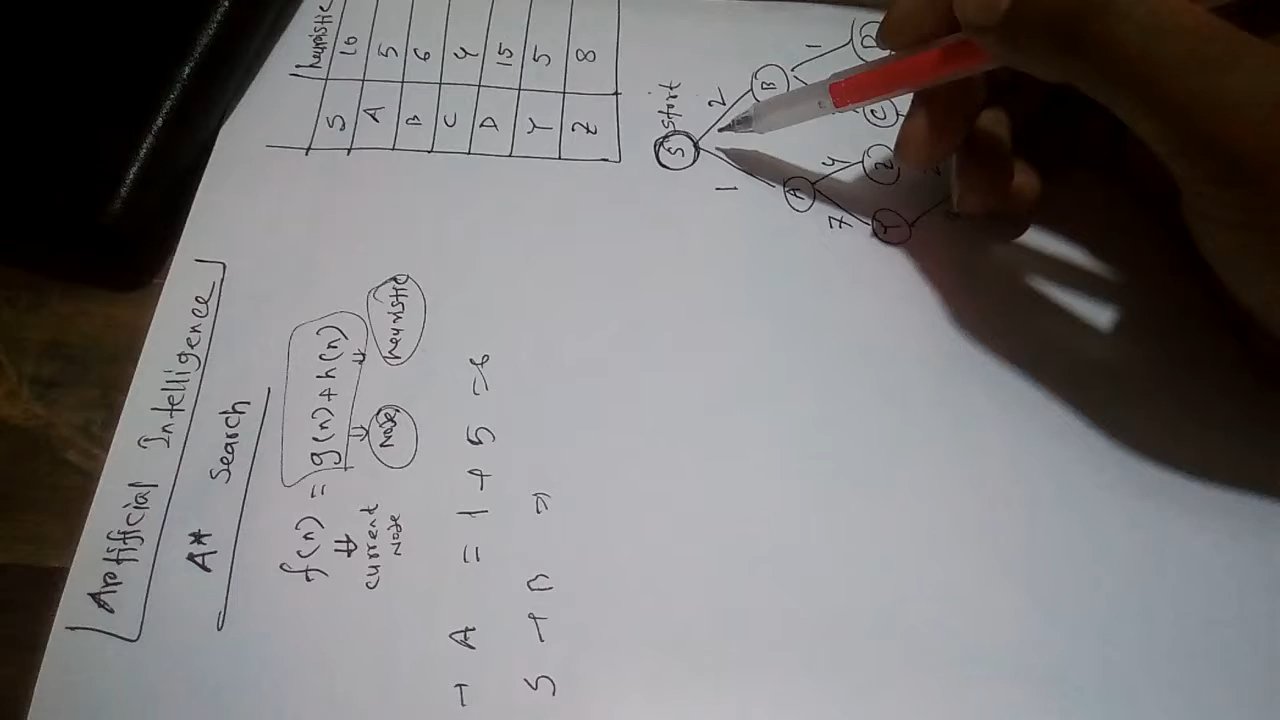 Artificial Intelligence
A* Search
f(n) = g(n) + h(n)
⇓ ⇓ ⇓
current Node
Node
heuristic
→ A = 1 + 5 = 6
S → B ⇒
heuristic
S 10
A 5
B 6
C 4
D 15
Y 5
Z 8
start
S
1 2
A B
7 4 1
Y Z C D